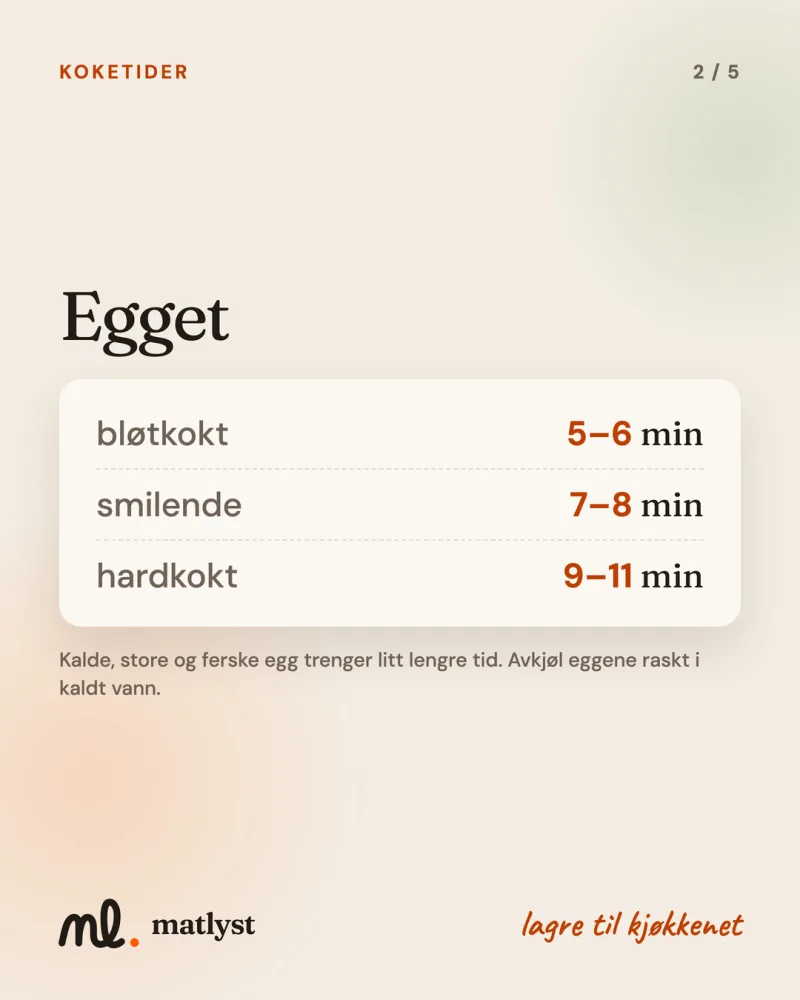 KOKETIDER
2 / 5
Egget
bløtkokt 5–6 min
smilende 7–8 min
hardkokt 9–11 min
Kalde, store og ferske egg trenger litt lengre tid. Avkjøl eggene raskt i
kaldt vann.
ml. matlyst
lagre til kjøkkenet